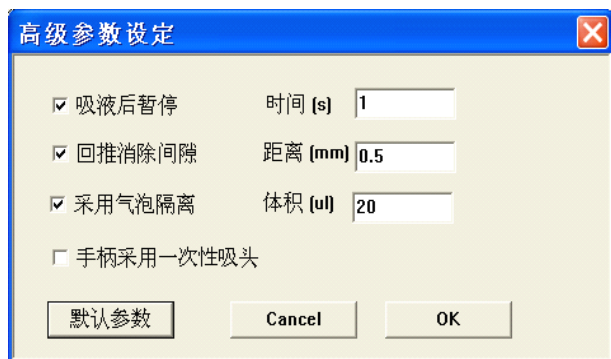 高级参数设定
吸液后暂停 时间 (s) 1
回推消除间隙 距离 (mm) 0.5
采用气泡隔离 体积 (ul) 20
手柄采用一次性吸头
默认参数 Cancel OK